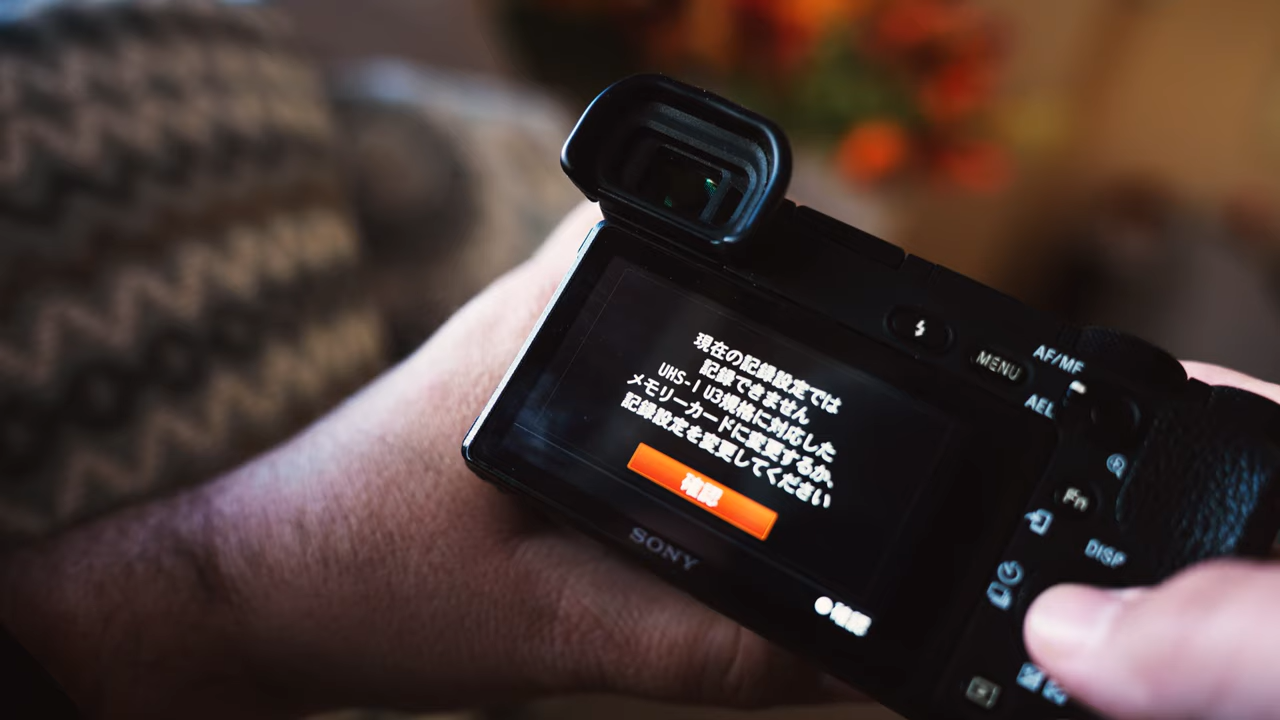 現在の記録設定では
記録できません
UHS-I U3規格に対応した
メモリーカードに変更するか、
記録設定を変更してください
確認
SONY
●確認
MENU
AF/MF
AEL
Fn
DISP